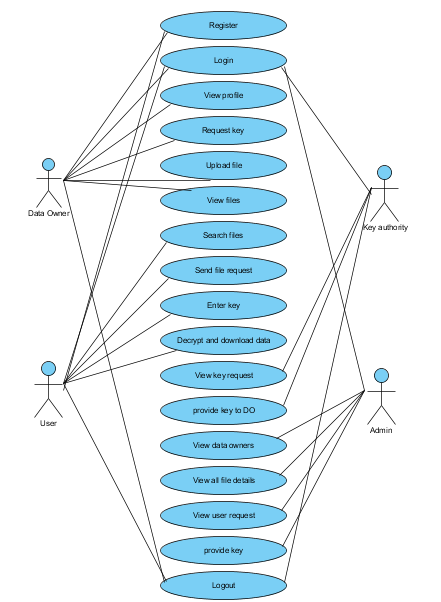 Register
Login
View profile
Request key
Upload file
Data Owner
View files
Key authority
Search files
Send file request
Enter key
Decrypt and download data
View key request
provide key to DO
User
Admin
View data owners
View all file details
View user request
provide key
Logout